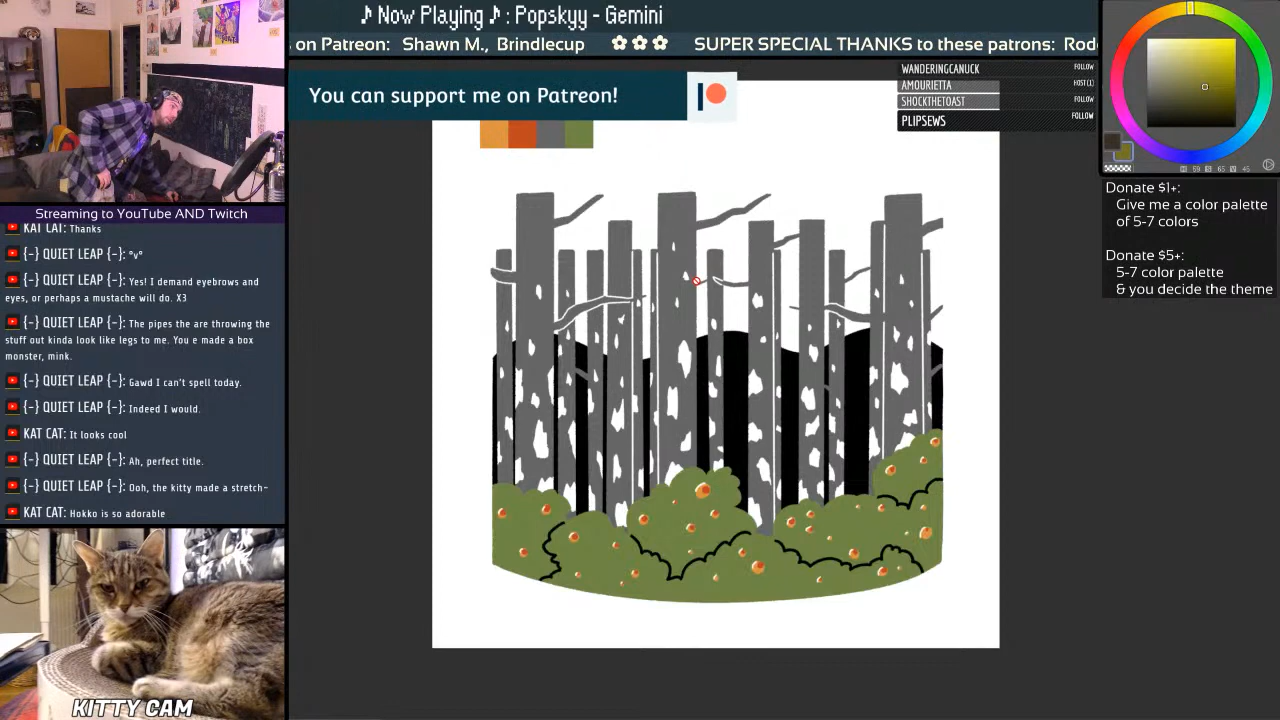 ♪ Now Playing ♪ : Popskyy - Gemini
on Patreon: Shawn M., Brindlecup ✿ ✿ ✿ SUPER SPECIAL THANKS to these patrons: Rod
You can support me on Patreon!
WANDERINGCANUCK FOLLOW
AMOURIETTA HOST(1)
SHOCKTHETOAST FOLLOW
PLIPSEWS FOLLOW
H 59 S 65 V 45
Donate $1+:
Give me a color palette
of 5-7 colors
Donate $5+:
5-7 color palette
& you decide the theme
Streaming to YouTube AND Twitch
KAT CAT: Thanks
{-} QUIET LEAP {-}: °v°
{-} QUIET LEAP {-}: Yes! I demand eyebrows and
eyes, or perhaps a mustache will do. X3
{-} QUIET LEAP {-}: The pipes the are throwing the
stuff out kinda look like legs to me. You e made a box
monster, mink.
{-} QUIET LEAP {-}: Gawd I can't spell today.
{-} QUIET LEAP {-}: Indeed I would.
KAT CAT: It looks cool
{-} QUIET LEAP {-}: Ah, perfect title.
{-} QUIET LEAP {-}: Ooh, the kitty made a stretch~
KAT CAT: Hokko is so adorable
KITTY CAM